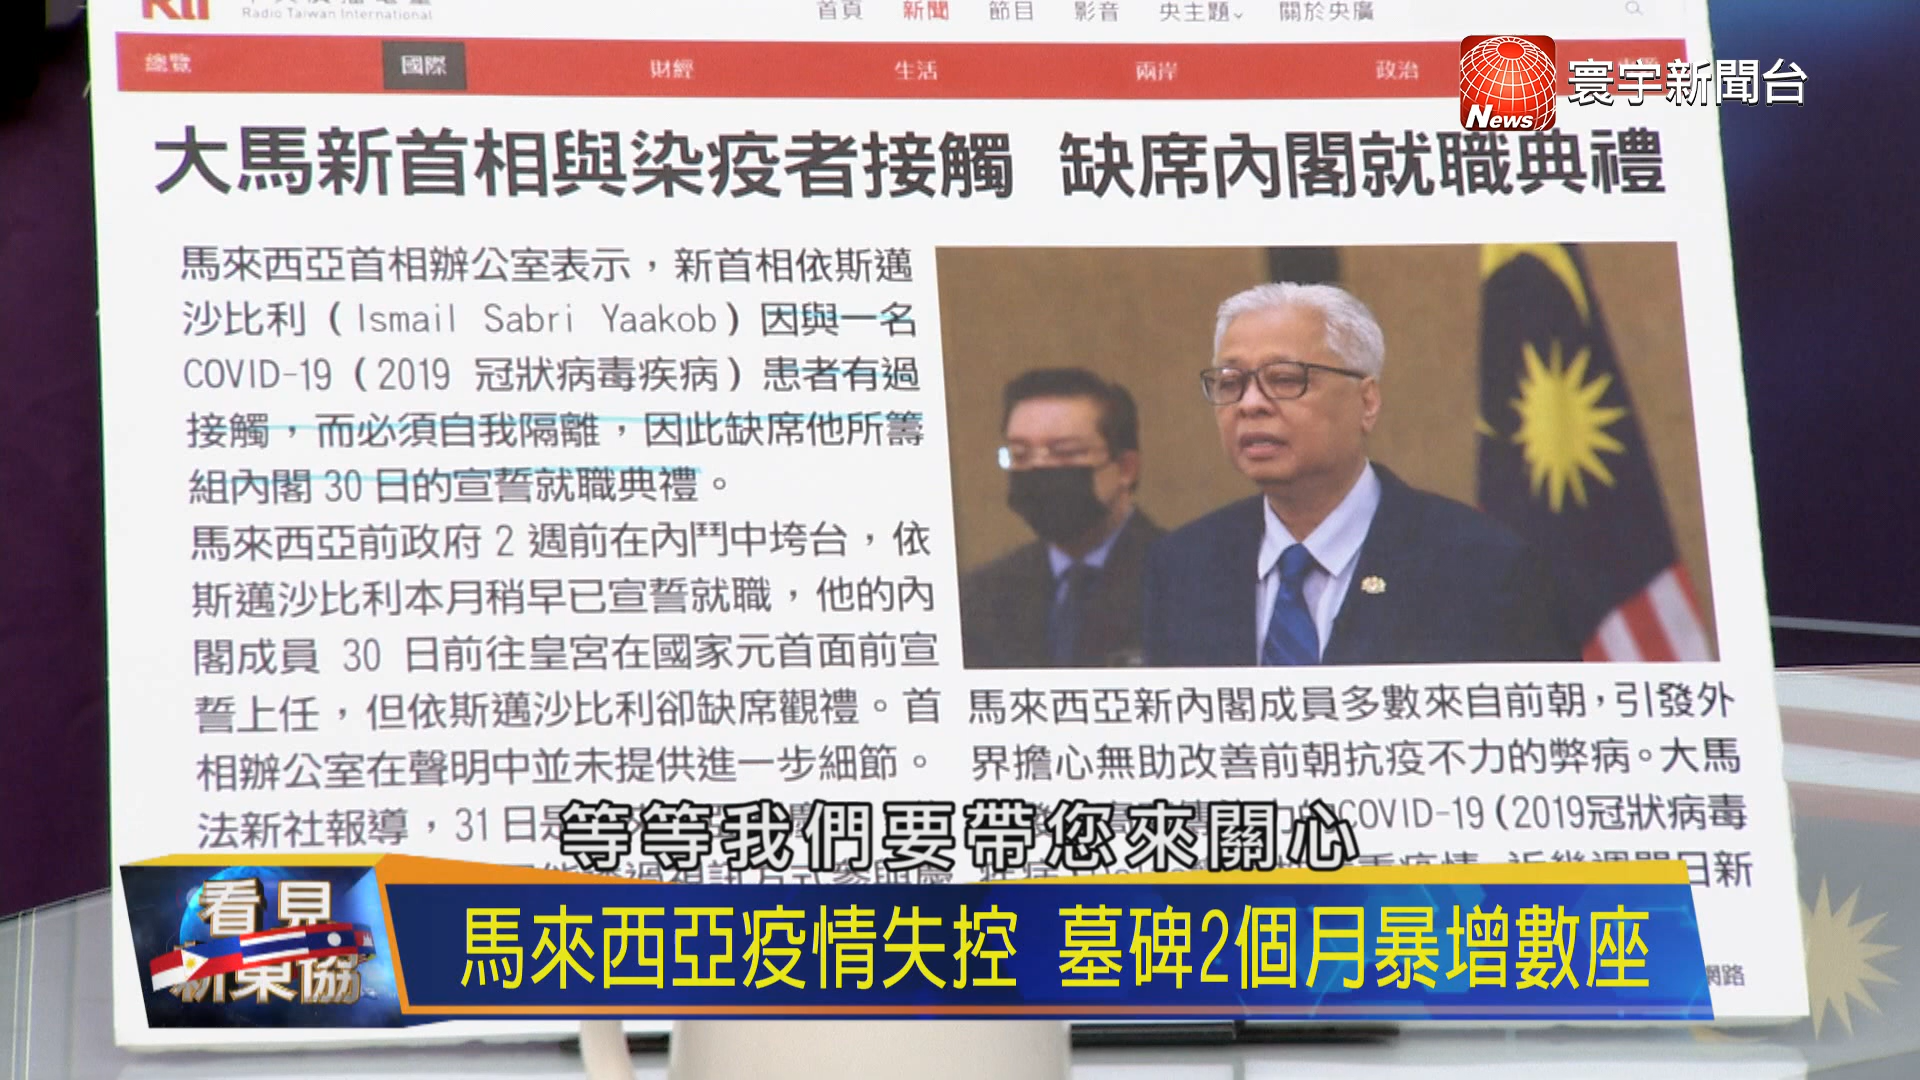 Rti
Radio Taiwan International
首頁 新聞 節目 影音 央主題 關於央廣
總覽 國際 財經 生活 兩岸 政治
News 寰宇新聞台
大馬新首相與染疫者接觸 缺席內閣就職典禮
馬來西亞首相辦公室表示，新首相依斯邁
沙比利（Ismail Sabri Yaakob）因與一名
COVID-19（2019 冠狀病毒疾病）患者有過
接觸，而必須自我隔離，因此缺席他所籌
組內閣 30 日的宣誓就職典禮。
馬來西亞前政府 2 週前在內鬥中垮台，依
斯邁沙比利本月稍早已宣誓就職，他的內
閣成員 30 日前往皇宮在國家元首面前宣
誓上任，但依斯邁沙比利卻缺席觀禮。首
相辦公室在聲明中並未提供進一步細節。
法新社報導，31日是
馬來西亞新內閣成員多數來自前朝，引發外
界擔心無助改善前朝抗疫不力的弊病。大馬
COVID-19（2019冠狀病毒
日新
網路
等等我們要帶您來關心
看見
新東協
馬來西亞疫情失控 墓碑2個月暴增數座